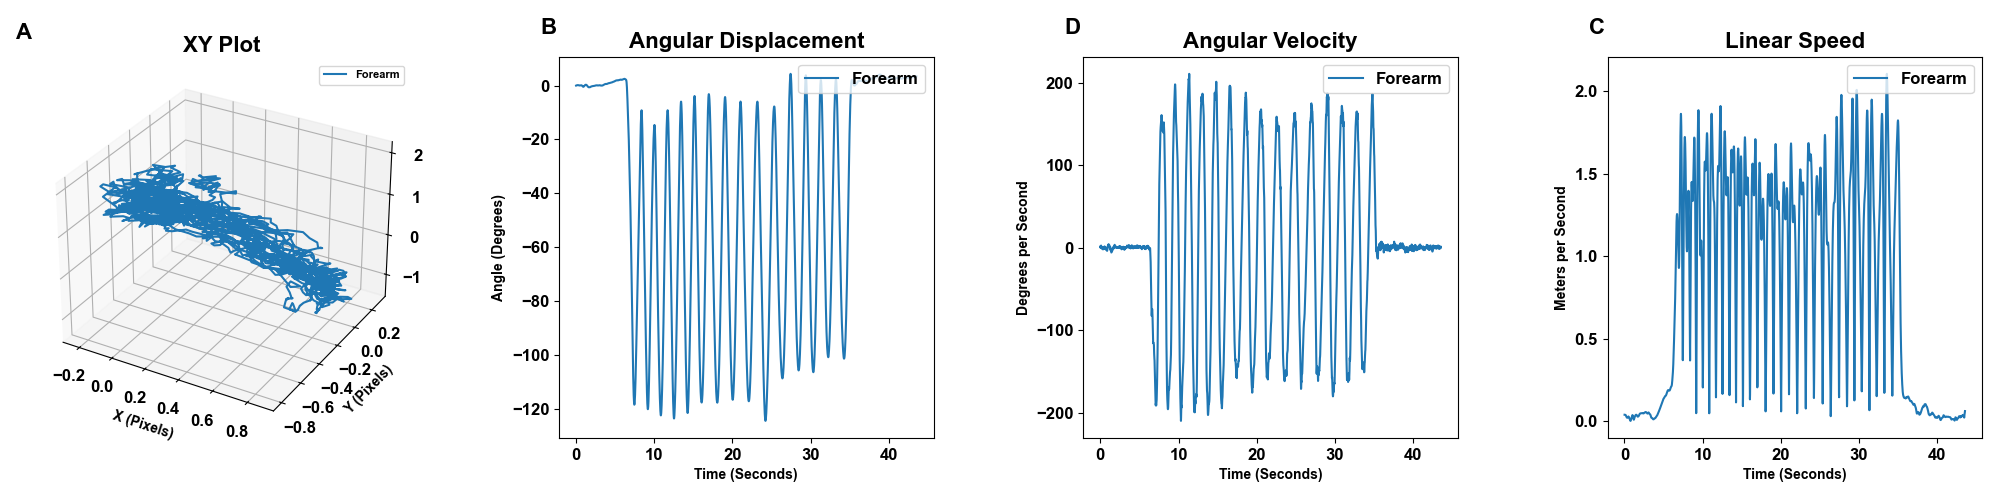 A
XY Plot
Forearm
2
1
0
−1
−0.2
0.0
0.2
0.4
0.6
0.8
X (Pixels)
−0.8
−0.6
−0.4
−0.2
0.0
0.2
Y (Pixels)
B
Angular Displacement
Forearm
0
−20
−40
−60
−80
−100
−120
Angle (Degrees)
0 10 20 30 40
Time (Seconds)
D
Angular Velocity
Forearm
200
100
0
−100
−200
Degrees per Second
0 10 20 30 40
Time (Seconds)
C
Linear Speed
Forearm
2.0
1.5
1.0
0.5
0.0
Meters per Second
0 10 20 30 40
Time (Seconds)